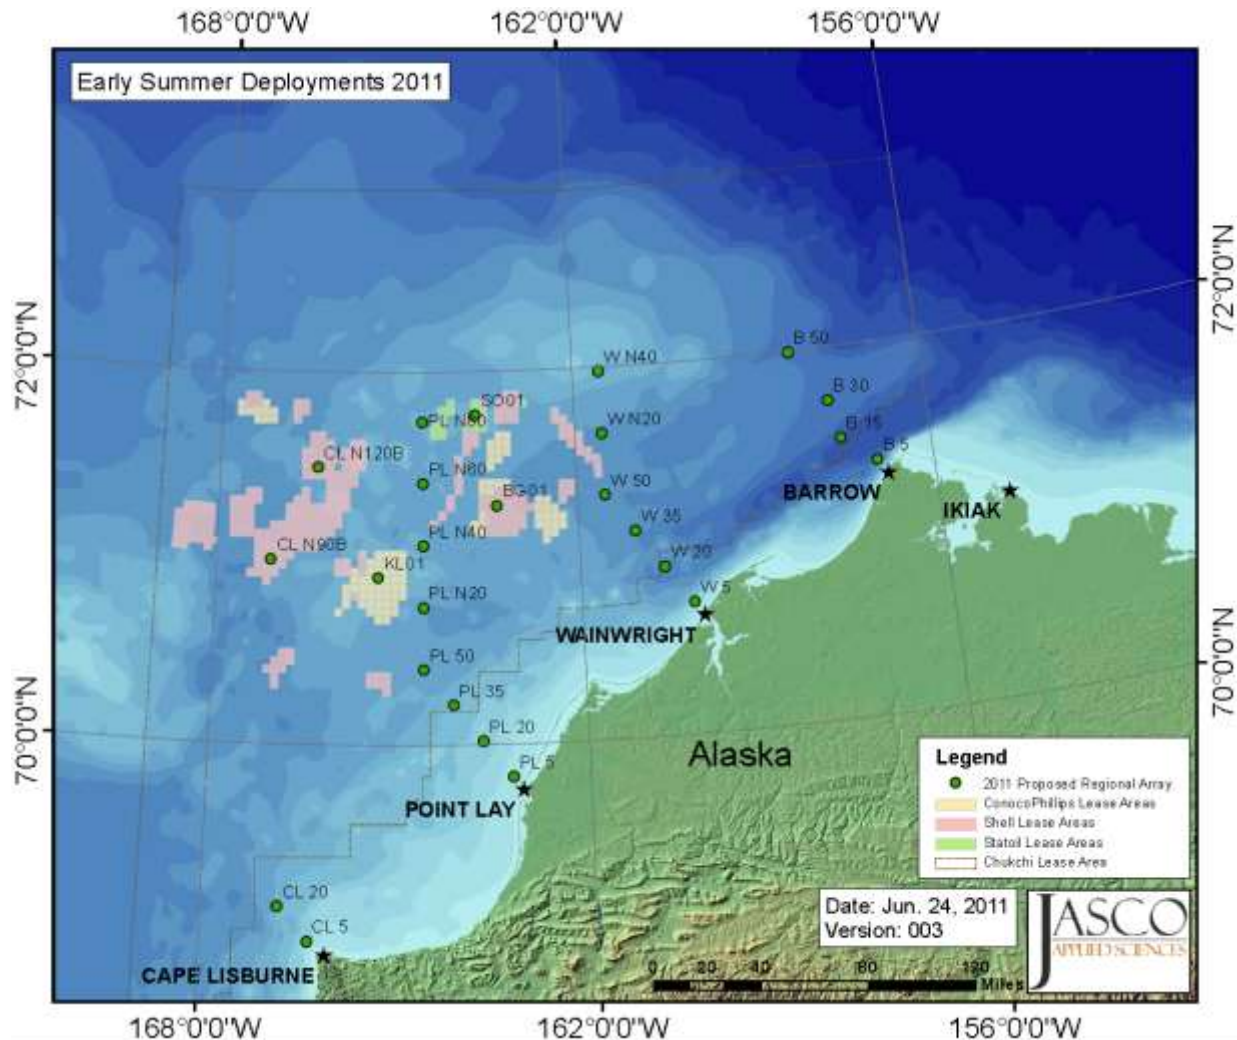 168°0'0"W
162°0'0"W
156°0'0"W
Early Summer Deployments 2011
72°0'0"N
72°0'0"N
B 50
W N40
B 30
SO01
PL N80
W N20
B 15
CL N120B
B 5
PL N60
BARROW
W 50
BG01
IKIAK
W 35
PL N40
CL N90B
W 20
KL01
PL N20
W 5
WAINWRIGHT
PL 50
70°0'0"N
PL 35
70°0'0"N
PL 20
Alaska
PL 5
POINT LAY
Legend
2011 Proposed Regional Array
ConocoPhillips Lease Areas
Shell Lease Areas
Statoil Lease Areas
Chukchi Lease Area
CL 20
CL 5
CAPE LISBURNE
Date: Jun. 24, 2011
Version: 003
0 20 40 80 120
Miles
JASCO
APPLIED SCIENCES
168°0'0"W
162°0'0"W
156°0'0"W